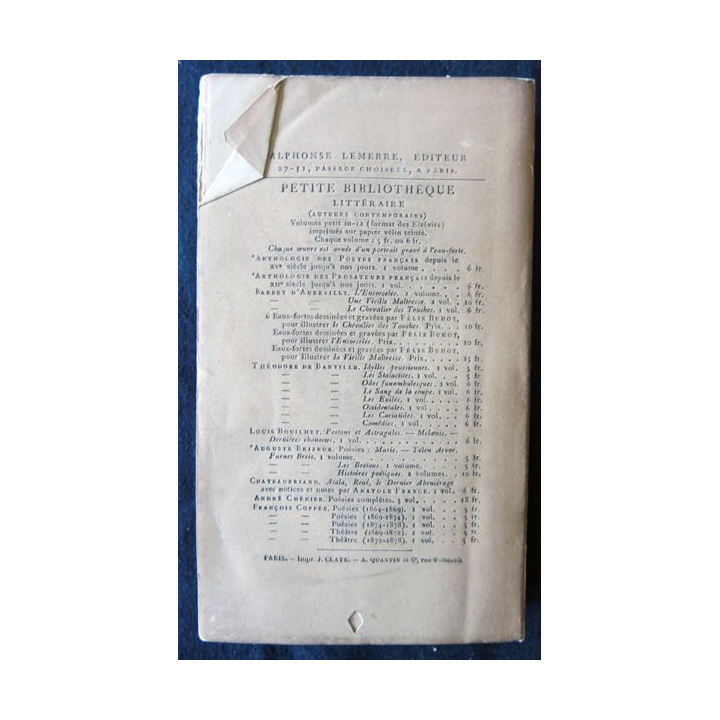 ALPHONSE LEMERRE, ÉDITEUR
27-31, PASSAGE CHOISEUL, A PARIS.
PETITE BIBLIOTHÈQUE
LITTÉRAIRE
(AUTEURS CONTEMPORAINS)
Volumes petit in-12 (format des Elzévirs)
imprimés sur papier vélin teinté.
Chaque volume : 5 fr. ou 6 fr.
Chaque œuvre est ornée d'un portrait gravé à l'eau-forte.
*ANTHOLOGIE DES POÈTES FRANÇAIS depuis le
XVe siècle jusqu'à nos jours. 1 volume . . . . 6 fr.
*ANTHOLOGIE DES PROSATEURS FRANÇAIS depuis le
XIIe siècle jusqu'à nos jours. 1 vol. . . . . . 6 fr.
BARBEY D'AUREVILLY. L'Ensorcelée. 1 volume. . . 6 fr.
— — Une Vieille Maîtresse. 2 vol. . 10 fr.
— — Le Chevalier des Touches. 1 vol. 6 fr.
6 Eaux-fortes dessinées et gravées par FÉLIX BUHOT,
pour illustrer le Chevalier des Touches. Prix. . . 10 fr.
Eaux-fortes dessinées et gravées par FÉLIX BUHOT,
pour illustrer l'Ensorcelée. Prix. . . . . . . 10 fr.
Eaux-fortes dessinées et gravées par FÉLIX BUHOT,
pour illustrer la Vieille Maîtresse. Prix. . . . . 15 fr.
THÉODORE DE BANVILLE. Idylles prussiennes. 1 vol. 5 fr.
— — Les Stalactites. 1 vol. . . . 5 fr.
— — Odes funambulesques. 1 vol. 6 fr.
— — Le Sang de la coupe. 1 vol. 6 fr.
— — Les Exilés. 1 vol. . . . . 6 fr.
— — Occidentales. 1 vol. . . . . 6 fr.
— — Les Cariatides. 1 vol. . . . 6 fr.
— — Comédies. 1 vol. . . . . . 6 fr.
LOUIS BOUILHET. Festons et Astragales. — Melænis. —
Dernières chansons. 1 vol. . . . . . . . . . 6 fr.
*AUGUSTE BRIZEUX. Poésies : Marie. — Télen Arvor.
Furnez Breiz. 1 volume. . . . . . . . . . . 5 fr.
— — Les Bretons. 1 volume. . . . 5 fr.
— — Histoires poétiques. 2 volumes. . 10 fr.
CHATEAUBRIAND. Atala, René, le Dernier Abencérage
avec notices et notes par ANATOLE FRANCE. 1 vol. 6 fr.
ANDRÉ CHÉNIER. Poésies complètes. 3 vol. . . . . 18 fr.
FRANÇOIS COPPÉE. Poésies (1864-1869). 1 vol. . . . 5 fr.
— — Poésies (1869-1874). 1 vol. . . . 5 fr.
— — Poésies (1874-1878). 1 vol. . . . 5 fr.
— — Théâtre (1869-1872). 1 vol. . . . 5 fr.
— — Théâtre (1872-1878). 1 vol. . . . 5 fr.
PARIS. — Impr. J. CLAYE. — A. QUANTIN et Cie, rue St-Benoît